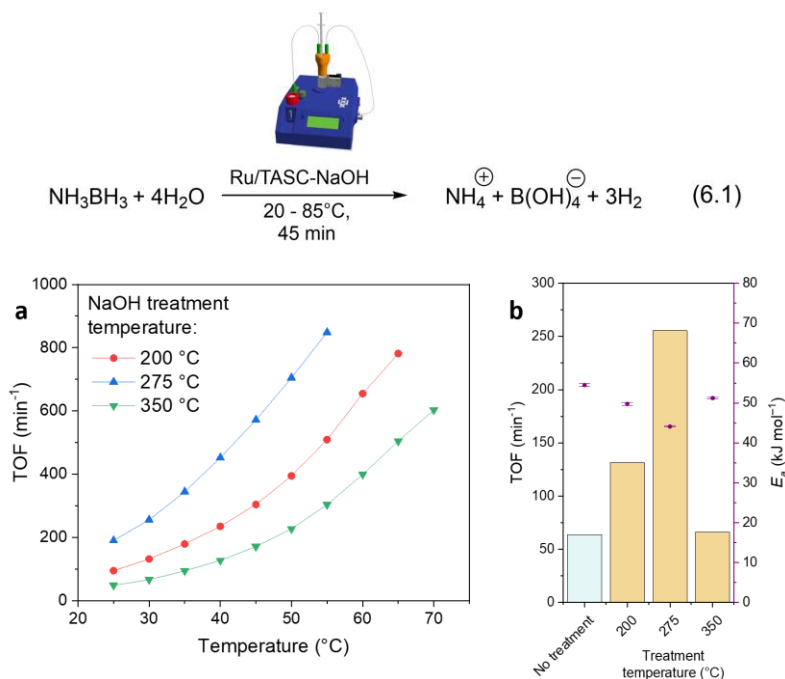 NH₃BH₃ + 4H₂O
Ru/TASC-NaOH
20 - 85°C,
45 min
NH₄⊕ + B(OH)₄⊖ + 3H₂ (6.1)
a
NaOH treatment
temperature:
200 °C
275 °C
350 °C
TOF (min⁻¹)
1000
800
600
400
200
0
20 30 40 50 60 70
Temperature (°C)
b
TOF (min⁻¹)
300
250
200
150
100
50
0
80
70
60
50
40
30
20
10
0
Eₐ (kJ mol⁻¹)
No treatment 200 275 350
Treatment
temperature (°C)